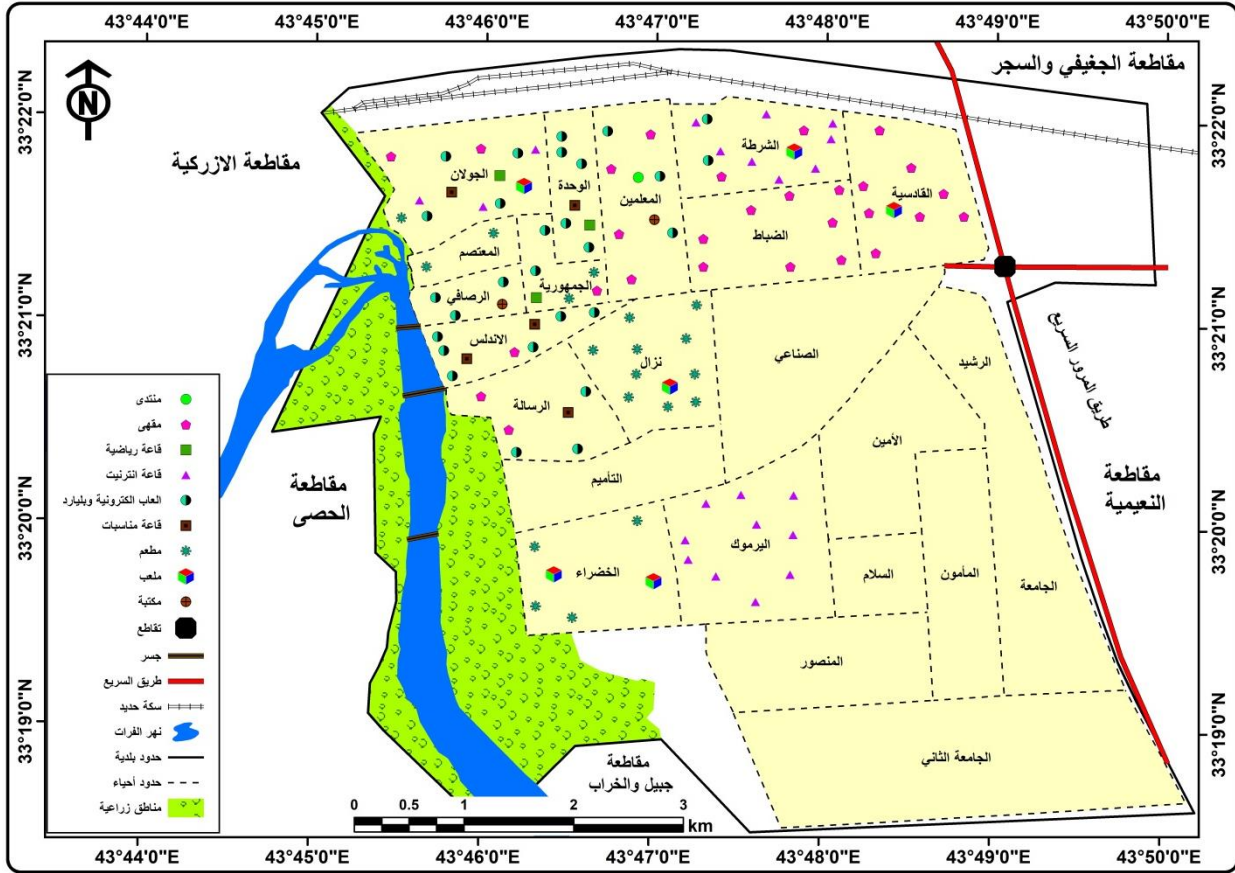 43°44'0"E 43°45'0"E 43°46'0"E 43°47'0"E 43°48'0"E 43°49'0"E 43°50'0"E
33°22'0"N
33°21'0"N
33°20'0"N
33°19'0"N
N
مقاطعة الجغيفي والسجر
مقاطعة الازركية
الشرطة
الجولان
الوحدة
المعلمين
القادسية
الضباط
المعتصم
الجمهورية
الرصافي
الاندلس
نزال
الصناعي
الرشيد
طريق المرور السريع
الرسالة
الأمين
التأميم
مقاطعة
الحصى
مقاطعة
النعيمية
اليرموك
الخضراء
السلام
المأمون
الجامعة
المنصور
الجامعة الثاني
مقاطعة
جبيل والخراب
منتدى
مقهى
قاعة رياضية
قاعة انترنيت
العاب الكترونية وبليارد
قاعة مناسبات
مطعم
ملعب
مكتبة
تقاطع
جسر
طريق السريع
سكة حديد
نهر الفرات
حدود بلدية
حدود أحياء
مناطق زراعية
0 0.5 1 2 3
km
33°22'0"N
33°21'0"N
33°20'0"N
33°19'0"N
43°44'0"E 43°45'0"E 43°46'0"E 43°47'0"E 43°48'0"E 43°49'0"E 43°50'0"E